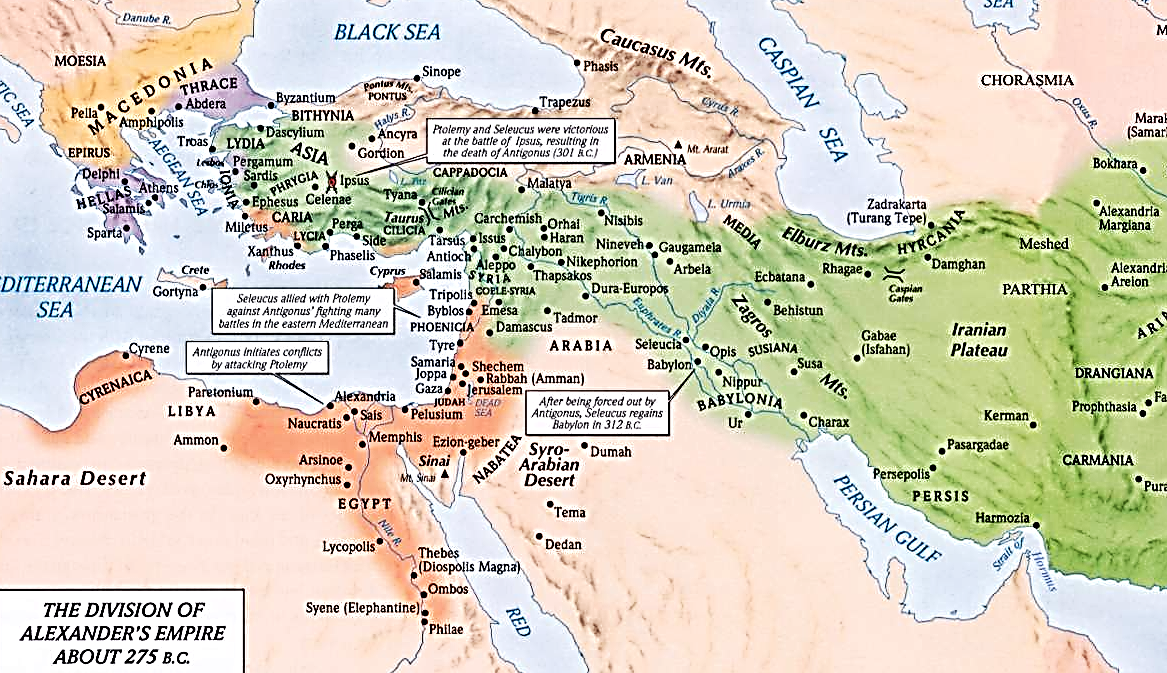 Danube R.
BLACK SEA
Caucasus Mts.
CASPIAN
SEA
SEA
CHORASMIA
Oxus R.
MOESIA
MACEDONIA
THRACE
Pella
Amphipolis
Abdera
Byzantium
BITHYNIA
Pontus Mts.
PONTUS
Sinope
Phasis
Trapezus
Cyrus R.
Mt. Ararat
ARMENIA
Araxes R.
L. Van
L. Urmia
EPIRUS
Delphi
HELLAS
Athens
Salamis
Sparta
AEGEAN SEA
Troas
Dascylium
LYDIA
ASIA
Halys R.
Ancyra
Gordion
Ptolemy and Seleucus were victorious
at the battle of Ipsus, resulting in
the death of Antigonus (301 B.C.)
Lesbos
Pergamum
Sardis
Chios
IONIA
PHRYGIA
Ipsus
Ephesus
Celenae
Miletus
CARIA
L. Tuz
CAPPADOCIA
Tyana
Cilician
Gates
Taurus
Mts.
CILICIA
Malatya
LYCIA
Perga
Side
Xanthus
Phaselis
Rhodes
Tarsus
Issus
Antioch
Carchemish
Orhai
Haran
Tigris R.
Nisibis
Chalybon
Aleppo
Nikephorion
Thapsakos
Nineveh
Gaugamela
Arbela
MEDIA
Elburz Mts.
Zadrakarta
(Turang Tepe)
HYRCANIA
Bokhara
Marak
(Samar
Alexandria
Margiana
Meshed
Damghan
Rhagae
Caspian
Gates
PARTHIA
Alexandria
Areion
ARIA
Crete
Gortyna
Cyprus
Salamis
SYRIA
COELE-SYRIA
Dura-Europos
Ecbatana
Behistun
Zagros
Mts.
Diyala R.
Euphrates R.
MEDITERRANEAN
SEA
Seleucus allied with Ptolemy
against Antigonus' fighting many
battles in the eastern Mediterranean
Tripolis
Byblos
Emesa
Tadmor
PHOENICIA
Damascus
Tyre
ARABIA
Seleucia
Opis
Babylon
SUSIANA
Susa
Gabae
(Isfahan)
Iranian
Plateau
DRANGIANA
Prophthasia
Fa
Cyrene
CYRENAICA
Antigonus initiates conflicts
by attacking Ptolemy
Samaria
Shechem
Joppa
Rabbah (Amman)
Gaza
Jerusalem
JUDAH
DEAD
SEA
Nippur
BABYLONIA
After being forced out by
Antigonus, Seleucus regains
Babylon in 312 B.C.
Ur
Charax
Kerman
Paretonium
LIBYA
Alexandria
Sais
Naucratis
Pelusium
Ammon
Memphis
Ezion-geber
NABATEA
Syro-
Arabian
Desert
Dumah
Pasargadae
Persepolis
PERSIS
CARMANIA
Pura
Sahara Desert
Arsinoe
Oxyrhynchus
Sinai
Mt. Sinai
EGYPT
Nile R.
Tema
Dedan
PERSIAN GULF
Harmozia
Strait of
Hormus
Lycopolis
Thebes
(Diospolis Magna)
Ombos
Syene (Elephantine)
Philae
RED
THE DIVISION OF
ALEXANDER'S EMPIRE
ABOUT 275 B.C.